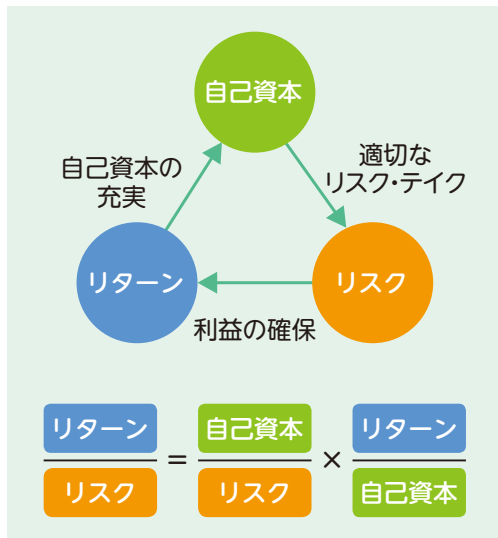 自己資本
自己資本の
充実
適切な
リスク・テイク
リターン
リスク
利益の確保
リターン
リスク
=
自己資本
リスク
×
リターン
自己資本